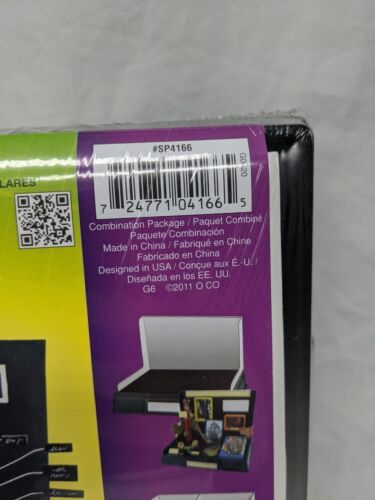 #SP4166
G0-20
LARES
7 24771 04166 5
Combination Package / Paquet Combiné
Paquete Combinación
Made in China / Fabriqué en Chine
Fabricado en China
Designed in USA / Conçue aux É.-U. /
Diseñada en los EE. UU.
G6 ©2011 O CO